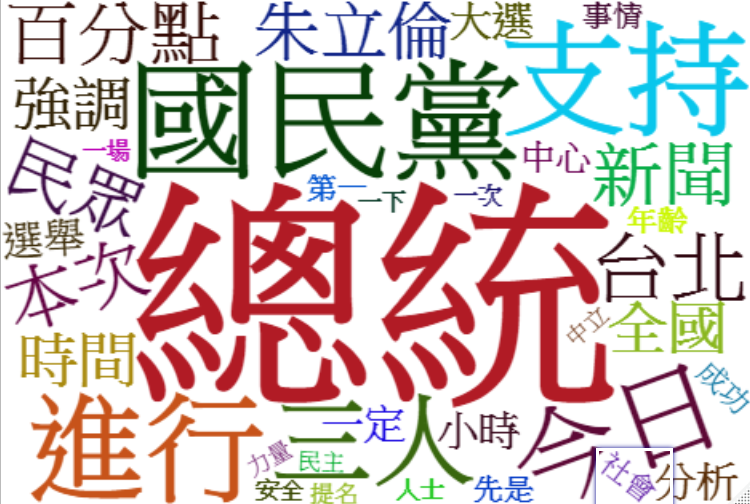 百分點
朱立倫
大選
事情
支持
強調
國民黨
民眾
一場
中心
新聞
第一
一下
一次
選舉
總統
年齡
本次
台北
時間
中立
全國
成功
進行
三人
一定
小時
今日
力量
民主
社會
分析
安全
提名
人士
先是